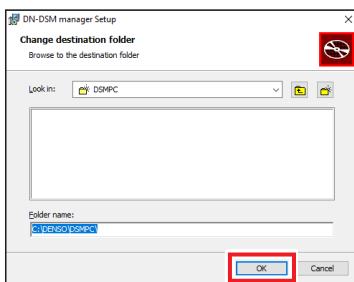 DN-DSM manager Setup
Change destination folder
Browse to the destination folder
Look in:
DSMPC
Folder name:
C:\DENSO\DSMPC\
OK
Cancel